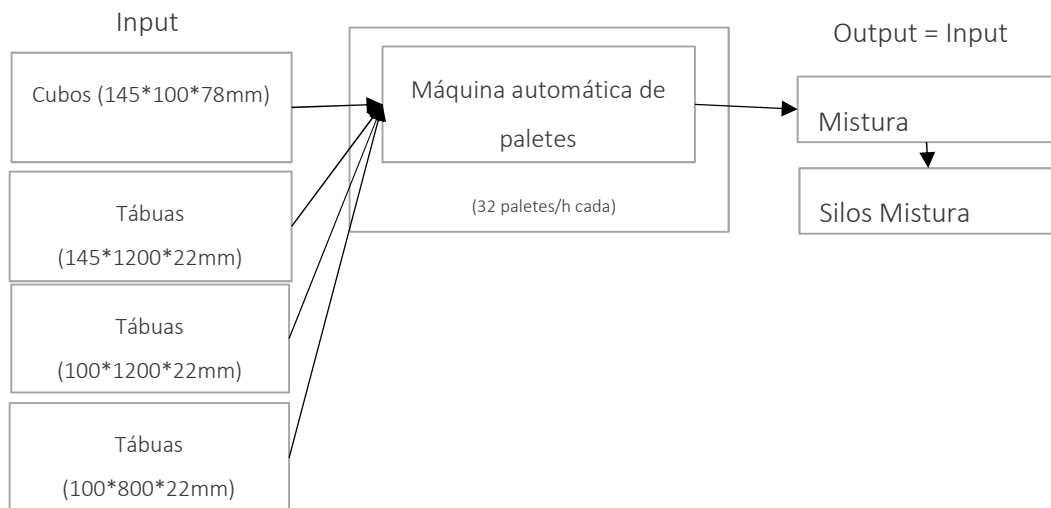 Input
Cubos (145*100*78mm)
Tábuas
(145*1200*22mm)
Tábuas
(100*1200*22mm)
Tábuas
(100*800*22mm)
Máquina automática de
paletes
(32 paletes/h cada)
Output = Input
Mistura
Silos Mistura